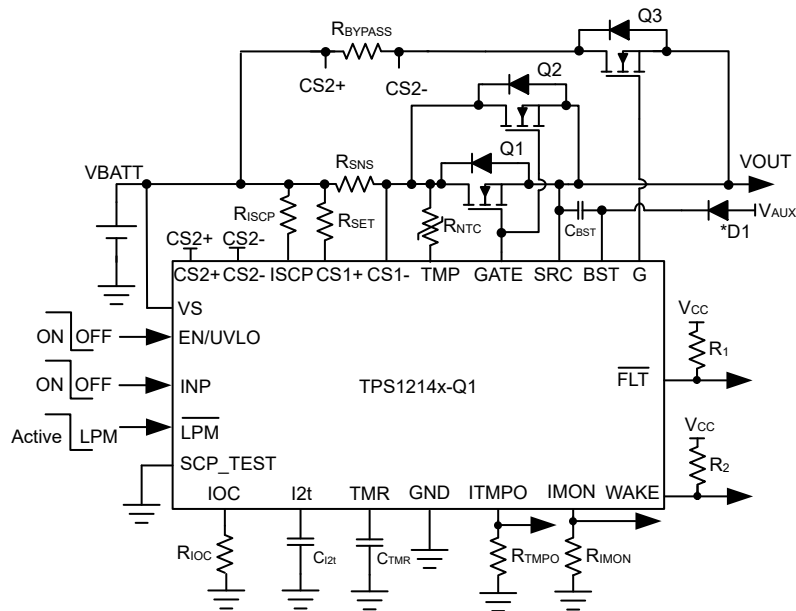 RBYPASS
Q3
CS2+
CS2-
Q2
VBATT
RSNS
Q1
VOUT
RISCP
RSET
RNTC
CBST
VAUX
*D1
CS2+
CS2-
CS2+
CS2-
ISCP
CS1+
CS1-
TMP
GATE
SRC
BST
G
VS
ON
OFF
EN/UVLO
ON
OFF
INP
TPS1214x-Q1
FLT
VCC
R1
Active
LPM
LPM
SCP_TEST
VCC
R2
IOC
I2t
TMR
GND
ITMPO
IMON
WAKE
RIOC
CI2t
CTMR
RTMPO
RIMON